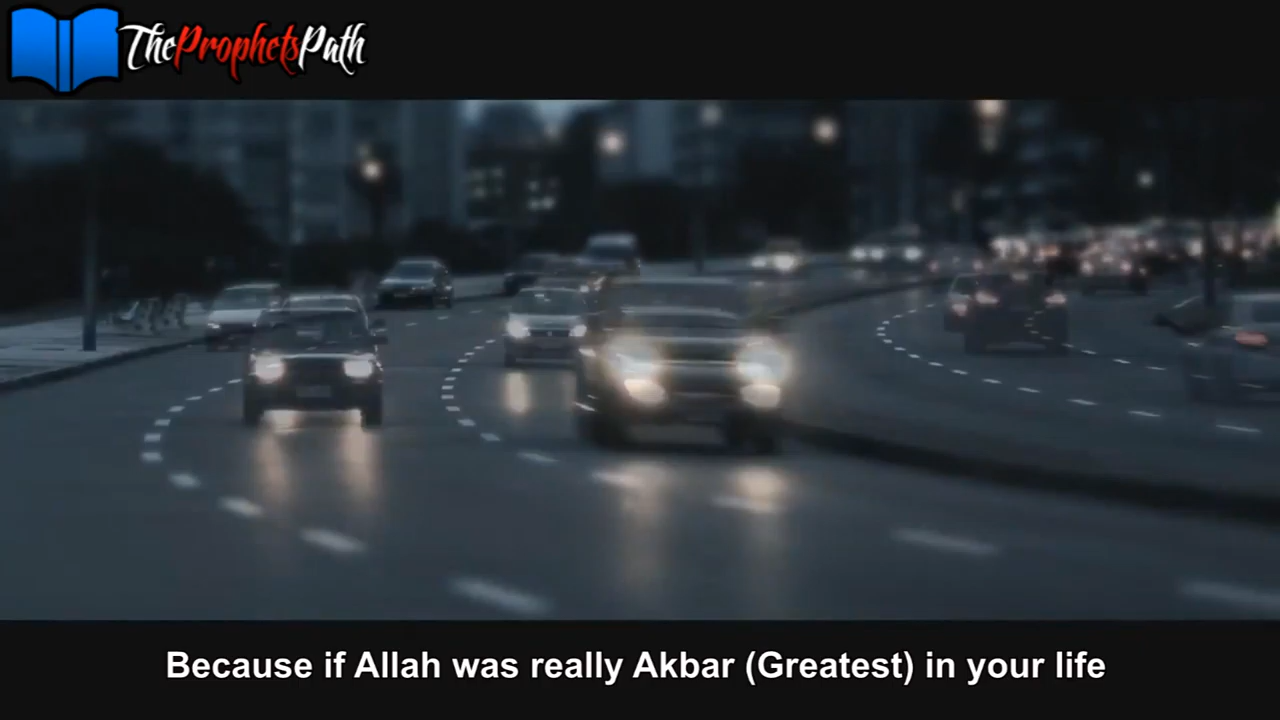 TheProphetsPath
Because if Allah was really Akbar (Greatest) in your life